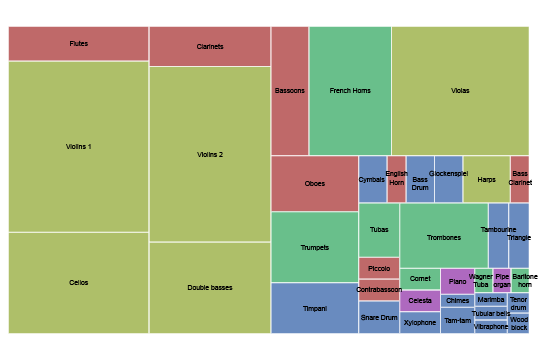 Flutes
Clarinets
Bassoons
French Horns
Violas
Violins 1
Violins 2
Oboes
Cymbals
English
Horn
Bass
Drum
Glockenspiel
Harps
Bass
Clarinet
Trumpets
Tubas
Trombones
Tambourine
Triangle
Cellos
Double basses
Timpani
Piccolo
Contrabassoon
Snare Drum
Cornet
Celesta
Xylophone
Piano
Chimes
Tam-tam
Wagner
Tuba
Pipe
organ
Baritone
horn
Marimba
Tubular bells
Vibraphone
Tenor
drum
Wood
block